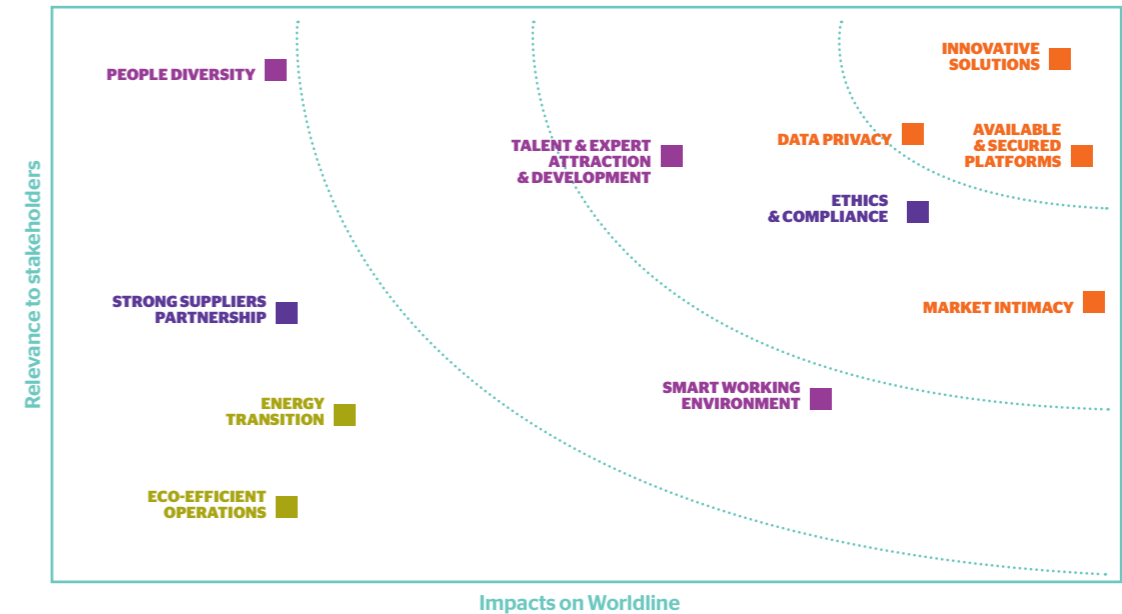 INNOVATIVE
SOLUTIONS
PEOPLE DIVERSITY
TALENT & EXPERT
ATTRACTION
& DEVELOPMENT
DATA PRIVACY
AVAILABLE
& SECURED
PLATFORMS
ETHICS
& COMPLIANCE
STRONG SUPPLIERS
PARTNERSHIP
MARKET INTIMACY
SMART WORKING
ENVIRONMENT
ENERGY
TRANSITION
ECO-EFFICIENT
OPERATIONS
Relevance to stakeholders
Impacts on Worldline